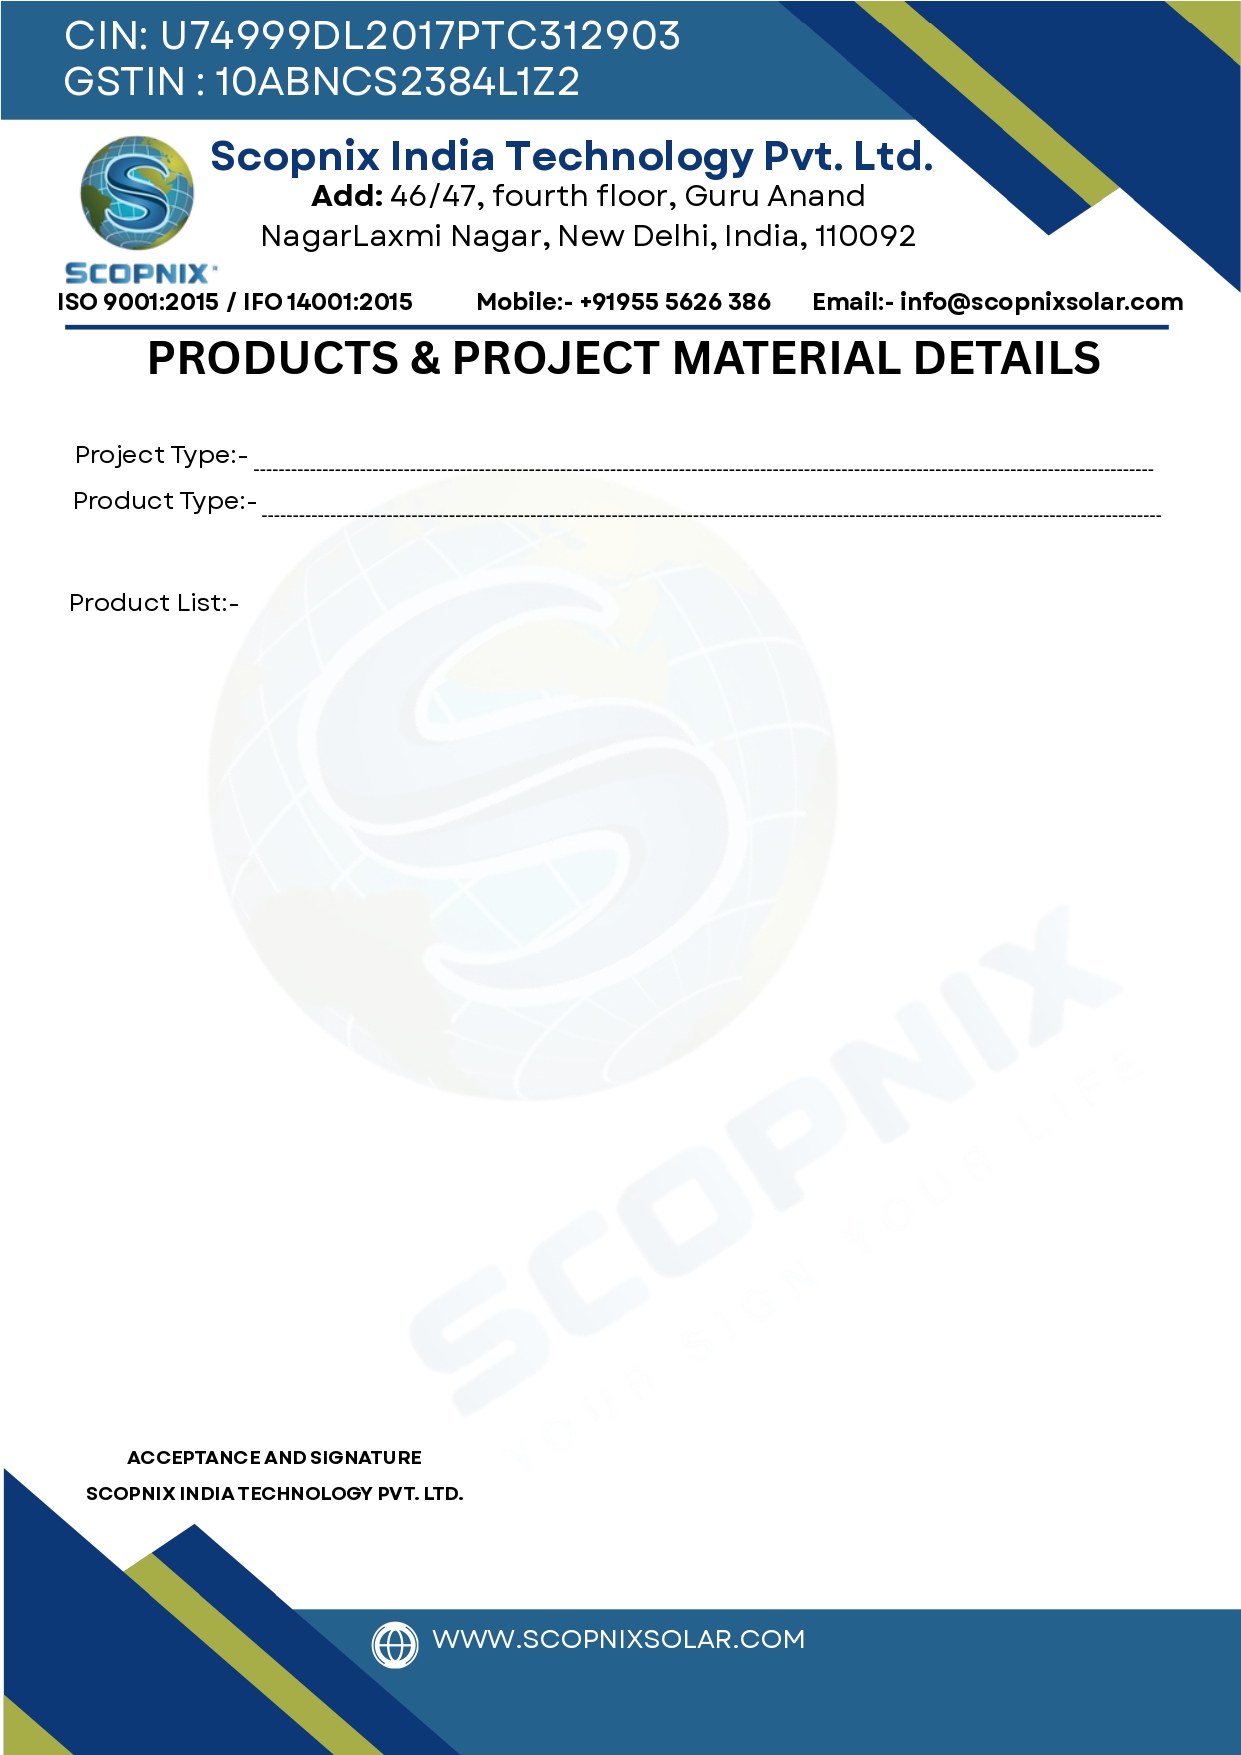 CIN: U74999DL2017PTC312903
GSTIN : 10ABNCS2384L1Z2
Scopnix India Technology Pvt. Ltd.
Add: 46/47, fourth floor, Guru Anand
NagarLaxmi Nagar, New Delhi, India, 110092
SCOPNIX
ISO 9001:2015 / IFO 14001:2015 Mobile:- +91955 5626 386 Email:- info@scopnixsolar.com
PRODUCTS & PROJECT MATERIAL DETAILS
Project Type:-
Product Type:-
Product List:-
SCOPNIX
ACCEPTANCE AND SIGNATURE
SCOPNIX INDIA TECHNOLOGY PVT. LTD.
WWW.SCOPNIXSOLAR.COM